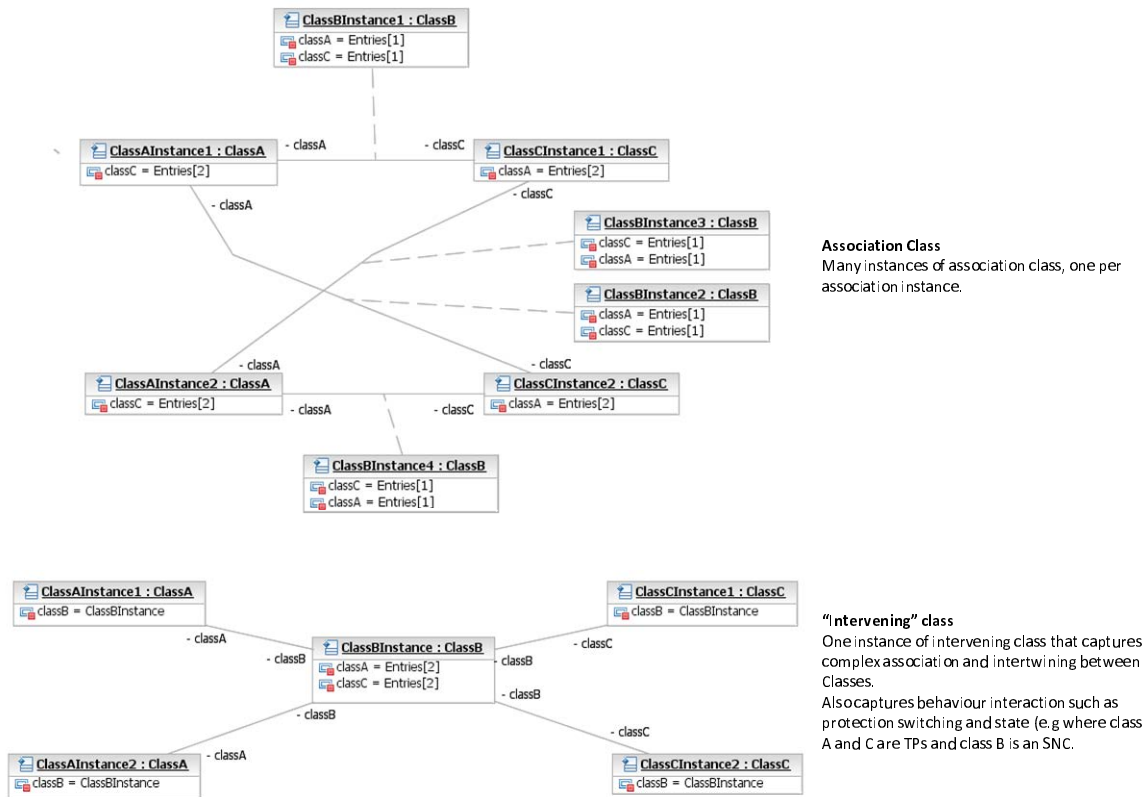 ClassBInstance1 : ClassB
classA = Entries[1]
classC = Entries[1]
ClassAInstance1 : ClassA
classC = Entries[2]
- classA
- classC
ClassCInstance1 : ClassC
classA = Entries[2]
- classA
- classC
ClassBInstance3 : ClassB
classC = Entries[1]
classA = Entries[1]
ClassBInstance2 : ClassB
classA = Entries[1]
classC = Entries[1]
Association Class
Many instances of association class, one per
association instance.
- classA
- classC
ClassAInstance2 : ClassA
classC = Entries[2]
- classA
- classC
ClassCInstance2 : ClassC
classA = Entries[2]
ClassBInstance4 : ClassB
classC = Entries[1]
classA = Entries[1]
ClassAInstance1 : ClassA
classB = ClassBInstance
- classA
- classB
ClassBInstance : ClassB
classA = Entries[2]
classC = Entries[2]
ClassCInstance1 : ClassC
classB = ClassBInstance
- classC
- classB
- classB
- classB
- classA
- classC
ClassAInstance2 : ClassA
classB = ClassBInstance
ClassCInstance2 : ClassC
classB = ClassBInstance
"Intervening" class
One instance of intervening class that captures
complex association and intertwining between
Classes.
Also captures behaviour interaction such as
protection switching and state (e.g where class
A and C are TPs and class B is an SNC.